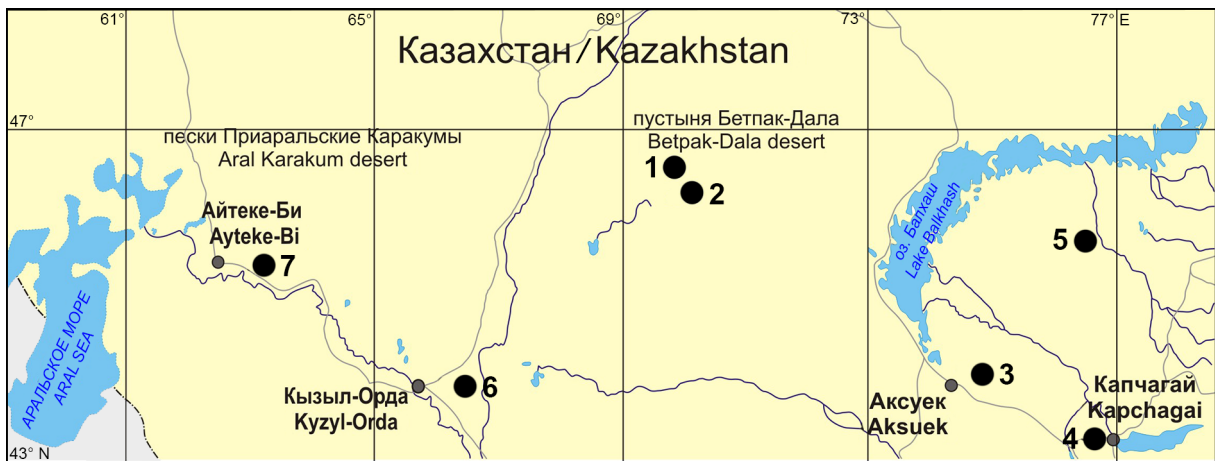 61°
65°
69°
73°
77° E
Казахстан/Kazakhstan
47°
пески Приаральские Каракумы
Aral Karakum desert
пустыня Бетпак-Дала
Betpak-Dala desert
1
2
Айтеке-Би
Ayteke-Bi
7
оз. Балхаш
Lake Balkhash
5
АРАЛЬСКОЕ МОРЕ
ARAL SEA
Кызыл-Орда
Kyzyl-Orda
6
3
Аксуек
Aksuek
Капчагай
Kapchagai
4
43° N